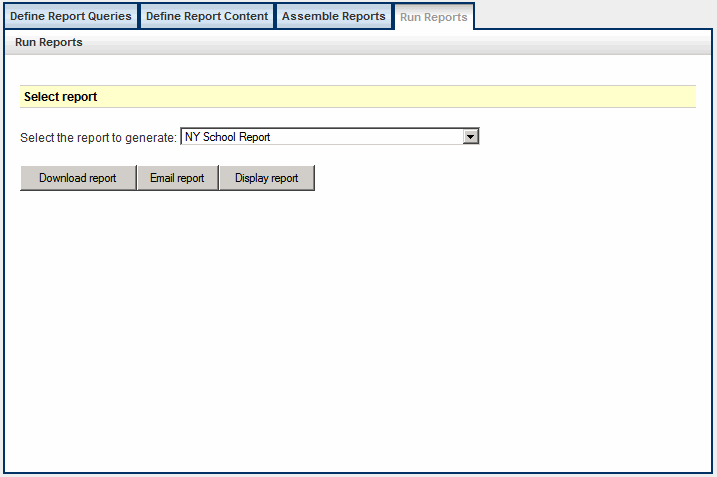 Define Report Queries Define Report Content Assemble Reports Run Reports
Run Reports
Select report
Select the report to generate: NY School Report
Download report Email report Display report